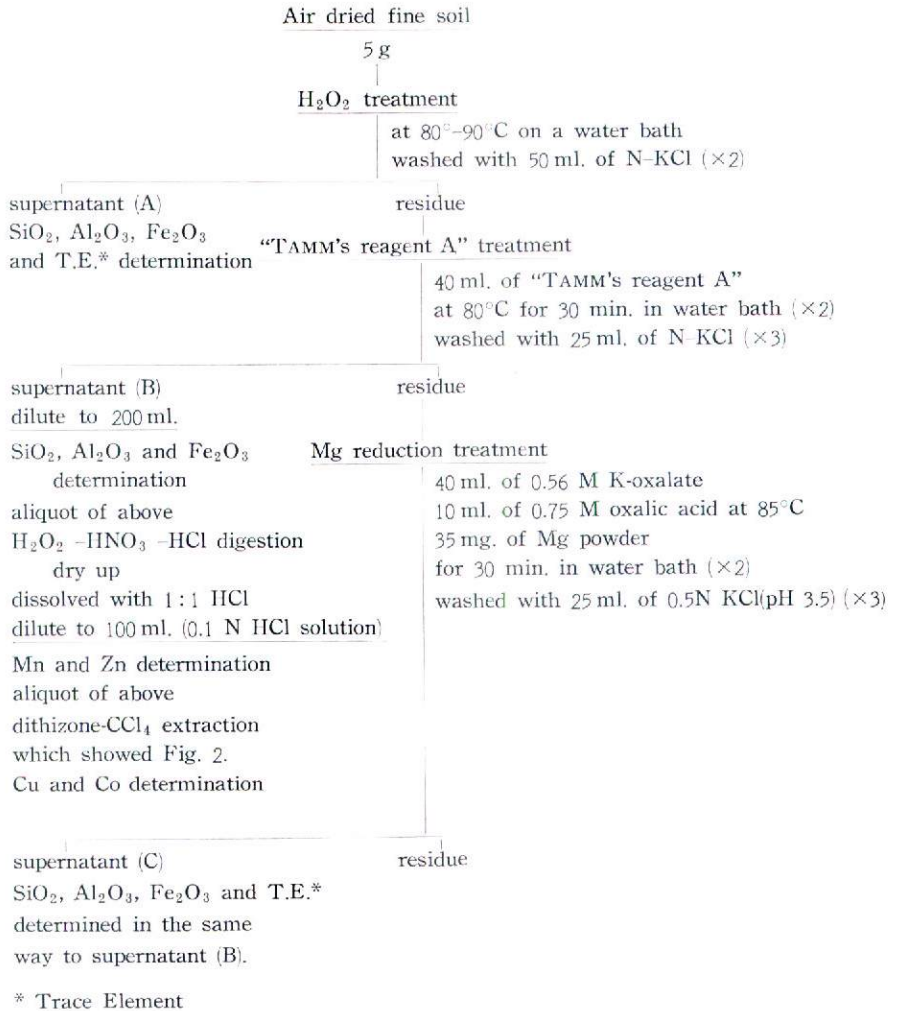 Air dried fine soil
5 g
H₂O₂ treatment
at 80°-90°C on a water bath
washed with 50 ml. of N-KCl (×2)
supernatant (A)
SiO₂, Al₂O₃, Fe₂O₃
and T.E.* determination
residue
"TAMM's reagent A" treatment
40 ml. of "TAMM's reagent A"
at 80°C for 30 min. in water bath (×2)
washed with 25 ml. of N KCl (×3)
supernatant (B)
dilute to 200 ml.
SiO₂, Al₂O₃ and Fe₂O₃
determination
aliquot of above
H₂O₂ -HNO₃ -HCl digestion
dry up
dissolved with 1 : 1 HCl
dilute to 100 ml. (0.1 N HCl solution)
Mn and Zn determination
aliquot of above
dithizone-CCl₄ extraction
which showed Fig. 2.
Cu and Co determination
residue
Mg reduction treatment
40 ml. of 0.56 M K-oxalate
10 ml. of 0.75 M oxalic acid at 85°C
35 mg. of Mg powder
for 30 min. in water bath (×2)
washed with 25 ml. of 0.5N KCl(pH 3.5) (×3)
supernatant (C)
SiO₂, Al₂O₃, Fe₂O₃ and T.E.*
determined in the same
way to supernatant (B).
residue
* Trace Element